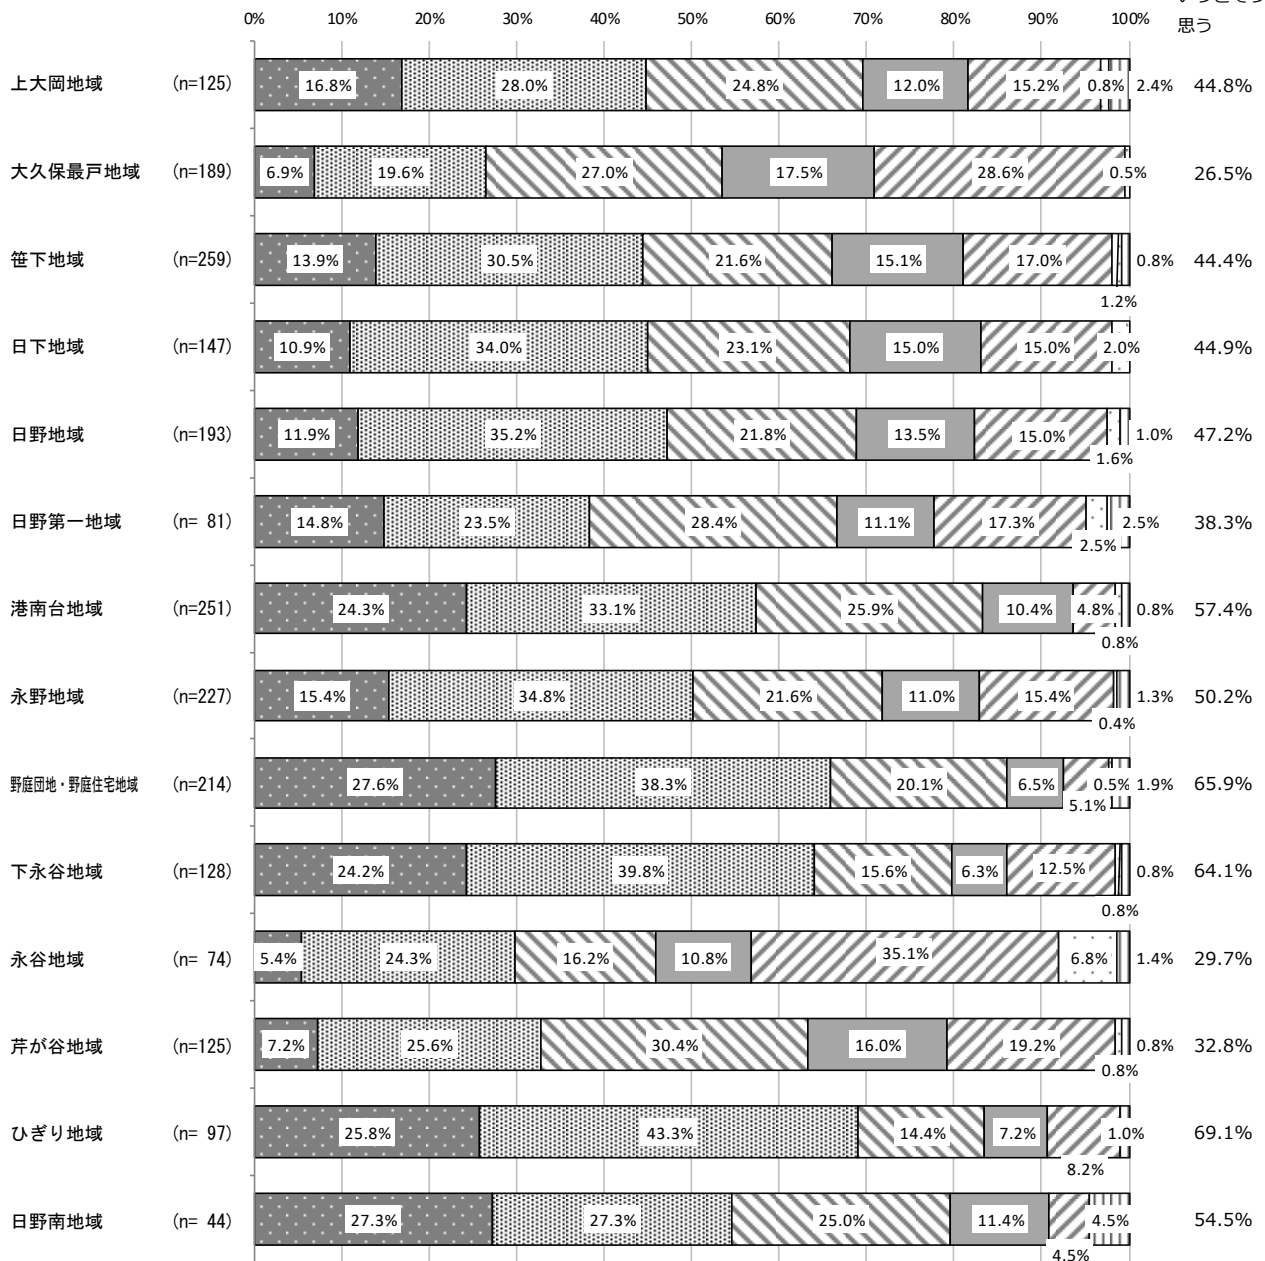 0% 10% 20% 30% 40% 50% 60% 70% 80% 90% 100%
思う
上大岡地域 (n=125) 16.8% 28.0% 24.8% 12.0% 15.2% 0.8% 2.4% 44.8%
大久保最戸地域 (n=189) 6.9% 19.6% 27.0% 17.5% 28.6% 0.5% 26.5%
笹下地域 (n=259) 13.9% 30.5% 21.6% 15.1% 17.0% 0.8% 44.4%
1.2%
日下地域 (n=147) 10.9% 34.0% 23.1% 15.0% 15.0% 2.0% 44.9%
日野地域 (n=193) 11.9% 35.2% 21.8% 13.5% 15.0% 1.0% 47.2%
1.6%
日野第一地域 (n= 81) 14.8% 23.5% 28.4% 11.1% 17.3% 2.5% 38.3%
2.5%
港南台地域 (n=251) 24.3% 33.1% 25.9% 10.4% 4.8% 0.8% 57.4%
0.8%
永野地域 (n=227) 15.4% 34.8% 21.6% 11.0% 15.4% 1.3% 50.2%
0.4%
野庭団地・野庭住宅地域 (n=214) 27.6% 38.3% 20.1% 6.5% 0.5% 1.9% 65.9%
5.1%
下永谷地域 (n=128) 24.2% 39.8% 15.6% 6.3% 12.5% 0.8% 64.1%
0.8%
永谷地域 (n= 74) 5.4% 24.3% 16.2% 10.8% 35.1% 6.8% 1.4% 29.7%
芹が谷地域 (n=125) 7.2% 25.6% 30.4% 16.0% 19.2% 0.8% 32.8%
0.8%
ひぎり地域 (n= 97) 25.8% 43.3% 14.4% 7.2% 1.0% 69.1%
8.2%
日野南地域 (n= 44) 27.3% 27.3% 25.0% 11.4% 4.5% 54.5%
4.5%